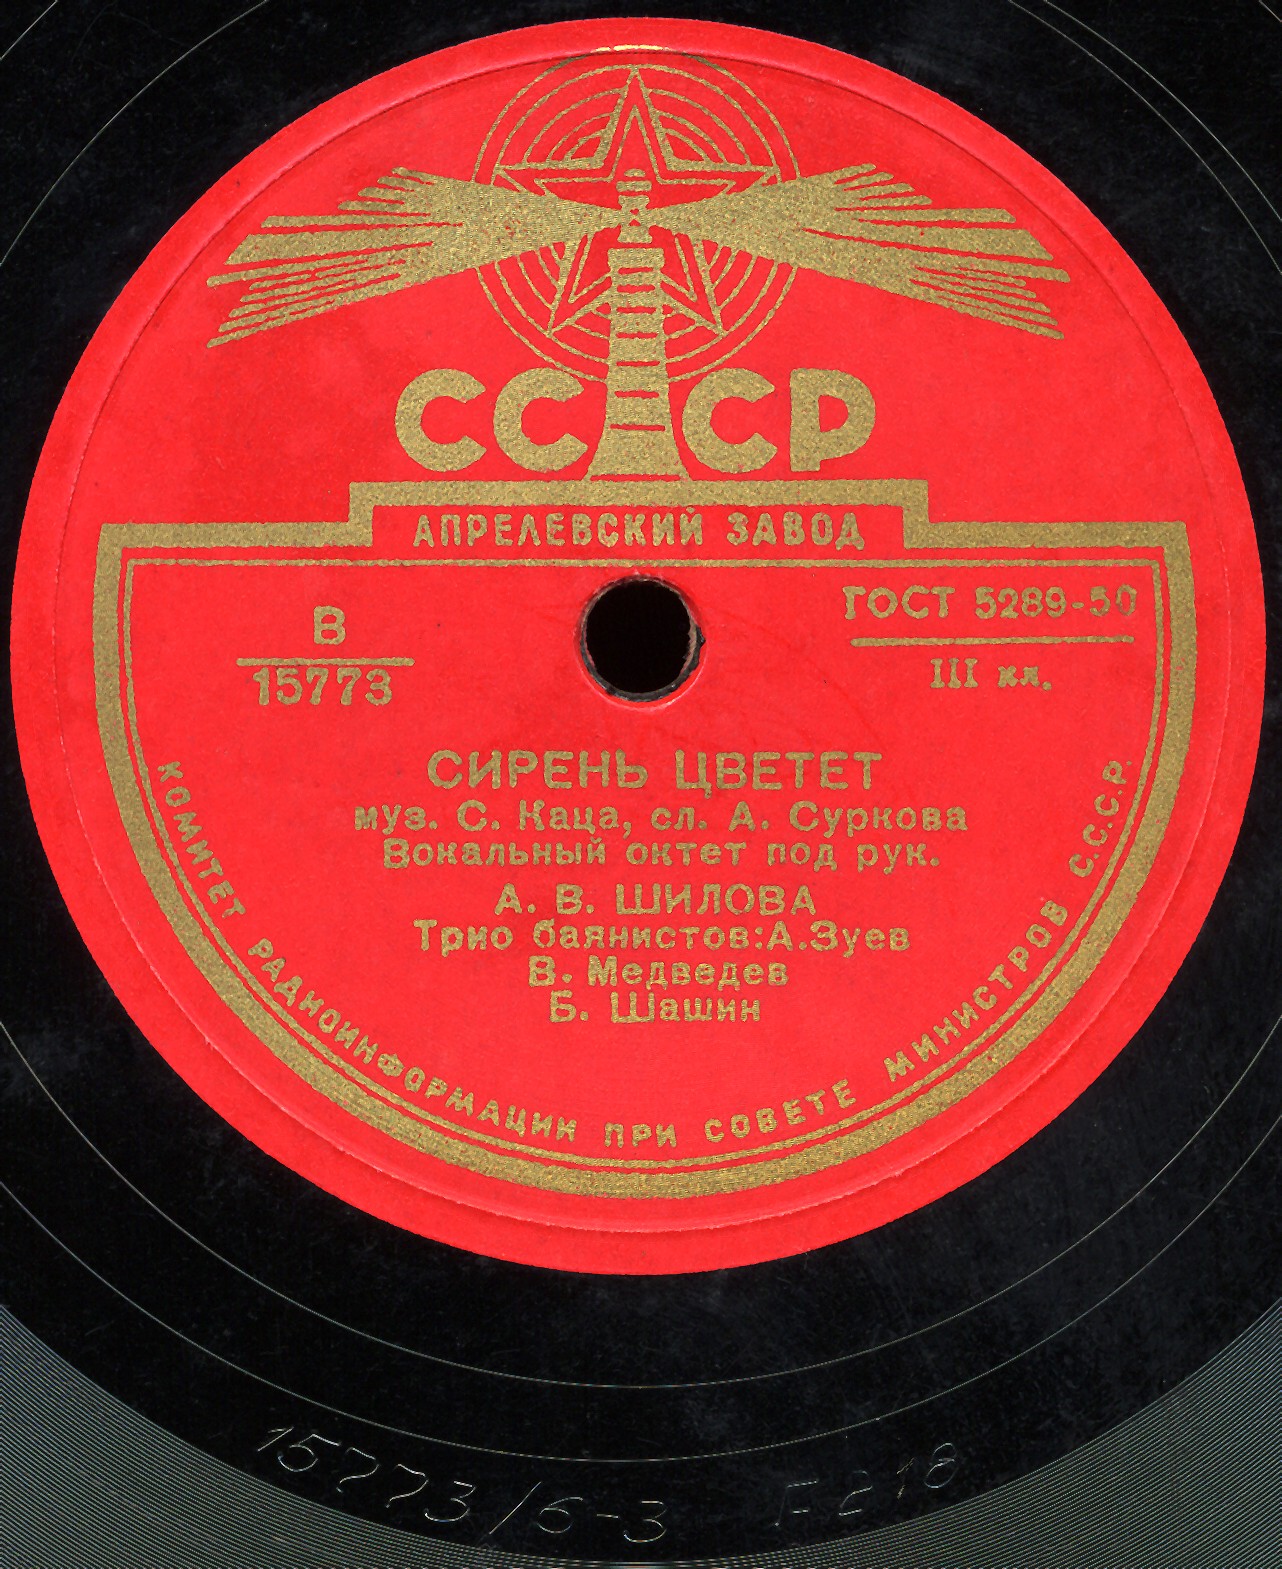 СССР
АПРЕЛЕВСКИЙ ЗАВОД
ГОСТ 5289-50
III кл.
В
15773
СИРЕНЬ ЦВЕТЕТ
муз. С. Каца, сл. А. Суркова
Вокальный октет под рук.
А. В. ШИЛОВА
Трио баянистов: А. Зуев
В. Медведев
Б. Шашин
КОМИТЕТ РАДИОИНФОРМАЦИИ ПРИ СОВЕТЕ МИНИСТРОВ С.С.С.Р.
15773/6-3